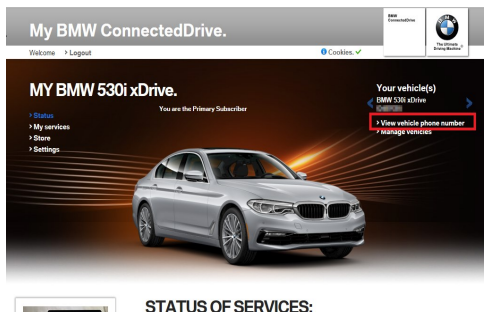 My BMW ConnectedDrive.
BMW
ConnectedDrive
The Ultimate
Driving Machine®
Welcome > Logout
Cookies.
MY BMW 530i xDrive.
You are the Primary Subscriber
> Status
> My services
> Store
> Settings
Your vehicle(s)
BMW 530i xDrive
> View vehicle phone number
> Manage vehicles
STATUS OF SERVICES: